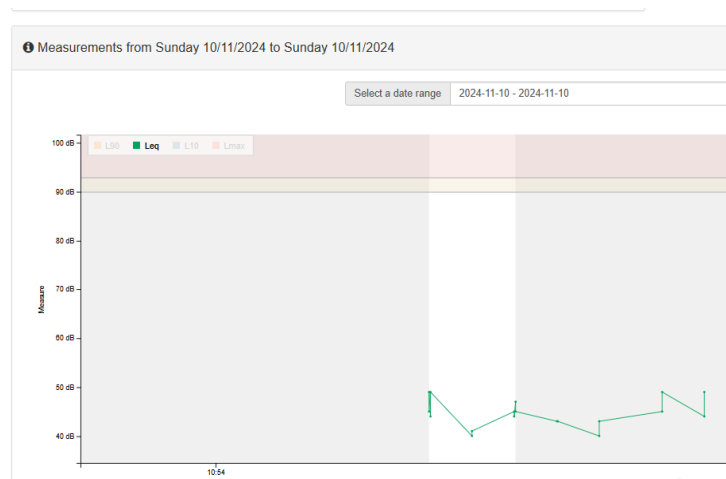 Measurements from Sunday 10/11/2024 to Sunday 10/11/2024
Select a date range 2024-11-10 - 2024-11-10
100 dB
L90 Leq L10 Lmax
90 dB
80 dB
70 dB
Measure
60 dB
50 dB
40 dB
10:54